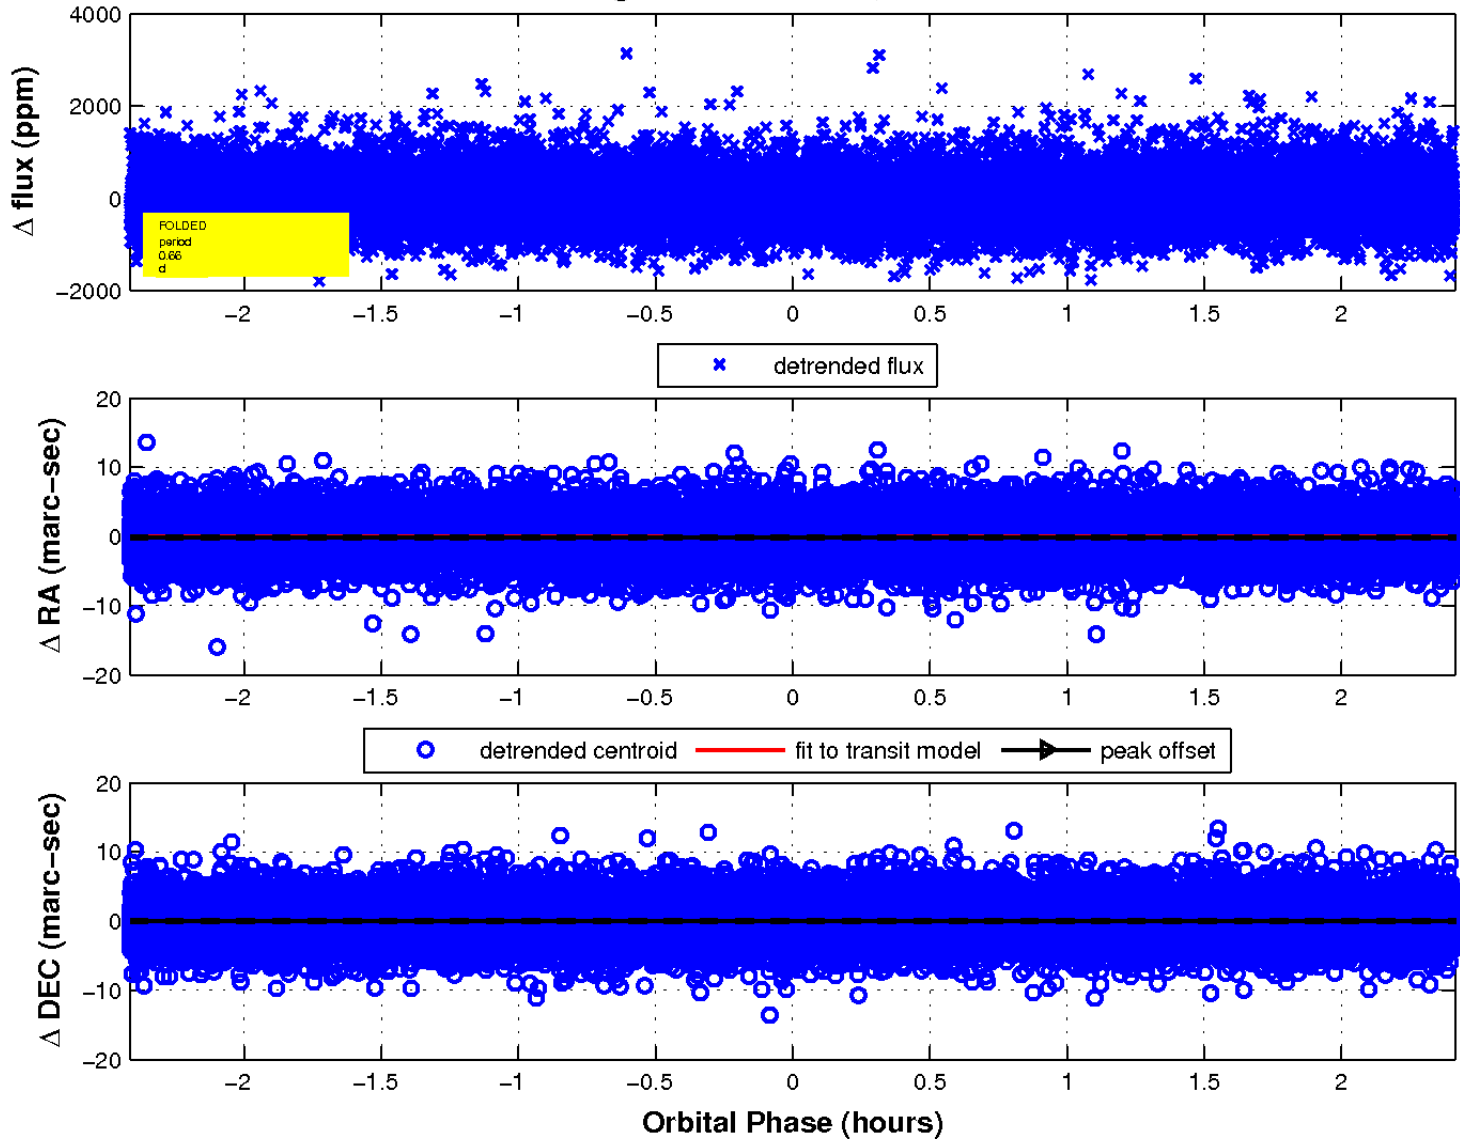 4000
2000
0
−2000
Δ flux (ppm)
FOLDED
period
0.66
d
−2 −1.5 −1 −0.5 0 0.5 1 1.5 2
detrended flux
20
10
0
−10
−20
Δ RA (marc−sec)
−2 −1.5 −1 −0.5 0 0.5 1 1.5 2
detrended centroid fit to transit model peak offset
20
10
0
−10
−20
Δ DEC (marc−sec)
−2 −1.5 −1 −0.5 0 0.5 1 1.5 2
Orbital Phase (hours)